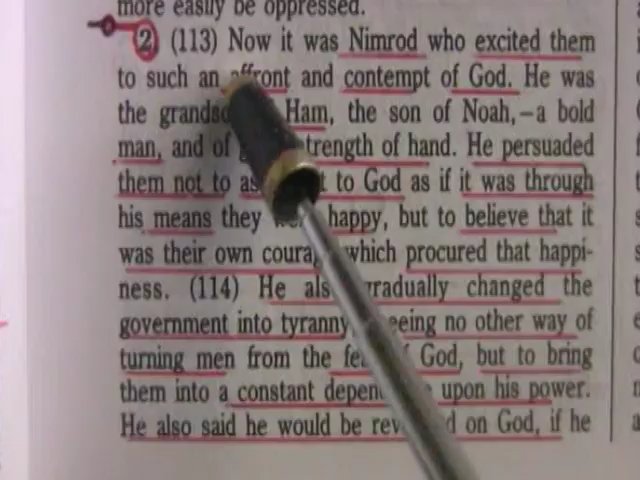 more easily be oppressed.
2 (113) Now it was Nimrod who excited them
to such an affront and contempt of God. He was
the grandso Ham, the son of Noah,—a bold
man, and of strength of hand. He persuaded
them not to as to God as if it was through
his means they happy, but to believe that it
was their own coura which procured that happi-
ness. (114) He als gradually changed the
government into tyranny, seeing no other way of
turning men from the fe God, but to bring
them into a constant depen upon his power.
He also said he would be rev d on God, if he